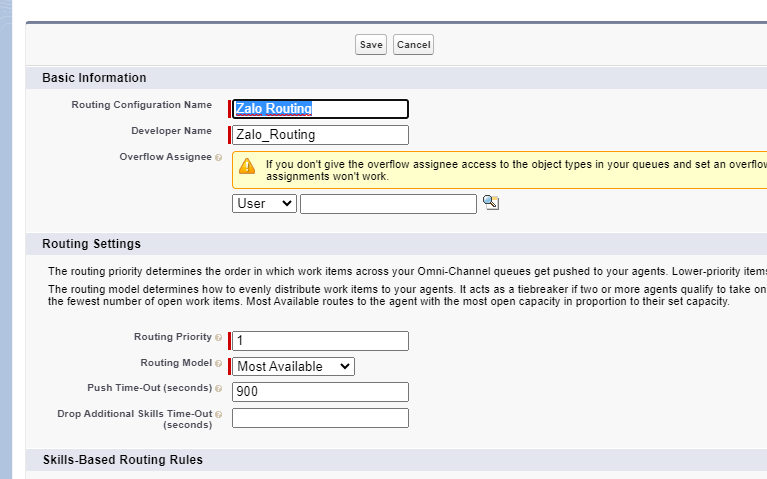 Save Cancel
Basic Information
Routing Configuration Name Zalo Routing
Developer Name Zalo_Routing
Overflow Assignee If you don't give the overflow assignee access to the object types in your queues and set an overflow
assignments won't work.
User
Routing Settings
The routing priority determines the order in which work items across your Omni-Channel queues get pushed to your agents. Lower-priority items
The routing model determines how to evenly distribute work items to your agents. It acts as a tiebreaker if two or more agents qualify to take on
the fewest number of open work items. Most Available routes to the agent with the most open capacity in proportion to their set capacity.
Routing Priority 1
Routing Model Most Available
Push Time-Out (seconds) 900
Drop Additional Skills Time-Out
(seconds)
Skills-Based Routing Rules